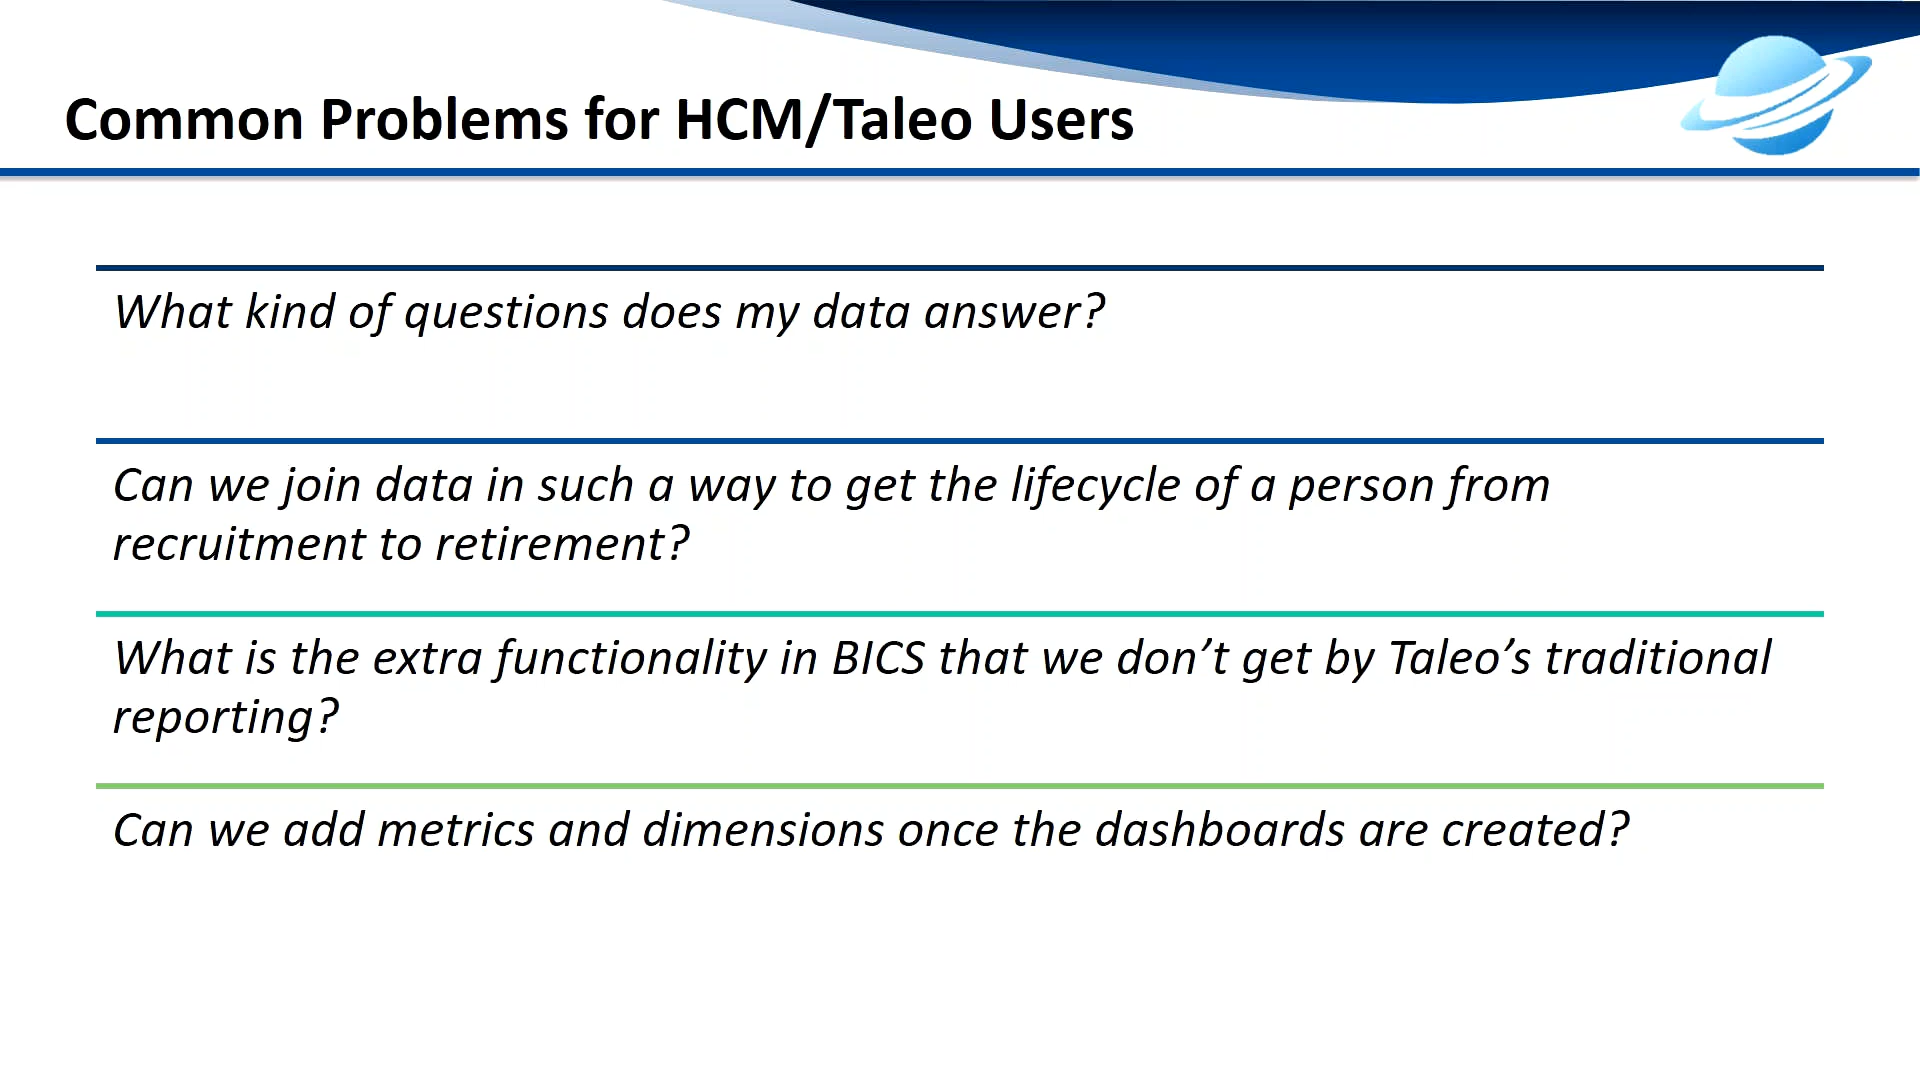 Common Problems for HCM/Taleo Users
What kind of questions does my data answer?
Can we join data in such a way to get the lifecycle of a person from
recruitment to retirement?
What is the extra functionality in BICS that we don’t get by Taleo’s traditional
reporting?
Can we add metrics and dimensions once the dashboards are created?